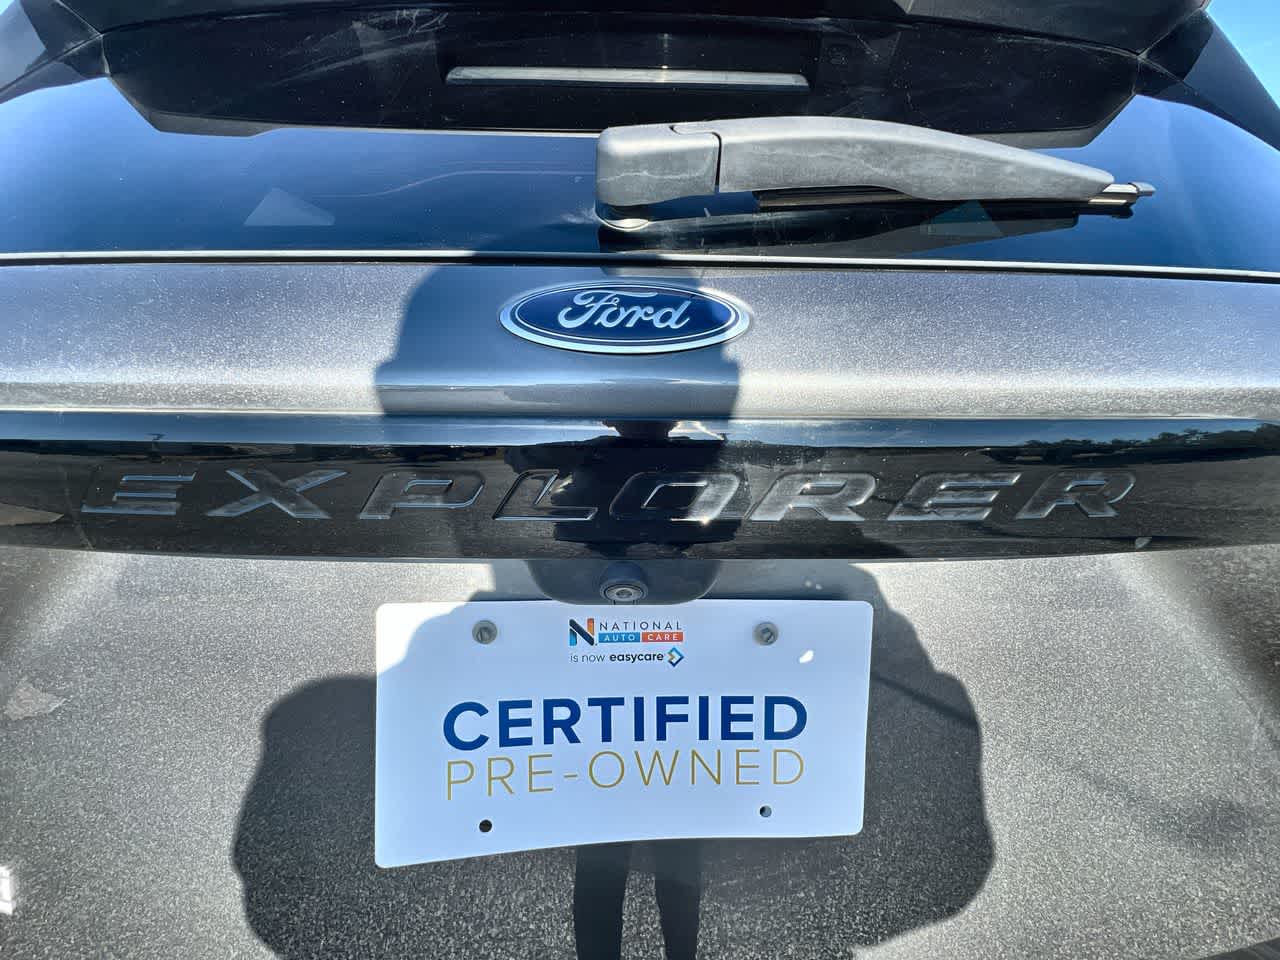 Ford
EXPLORER
N NATIONAL
AUTO CARE
is now easycare
CERTIFIED
PRE-OWNED